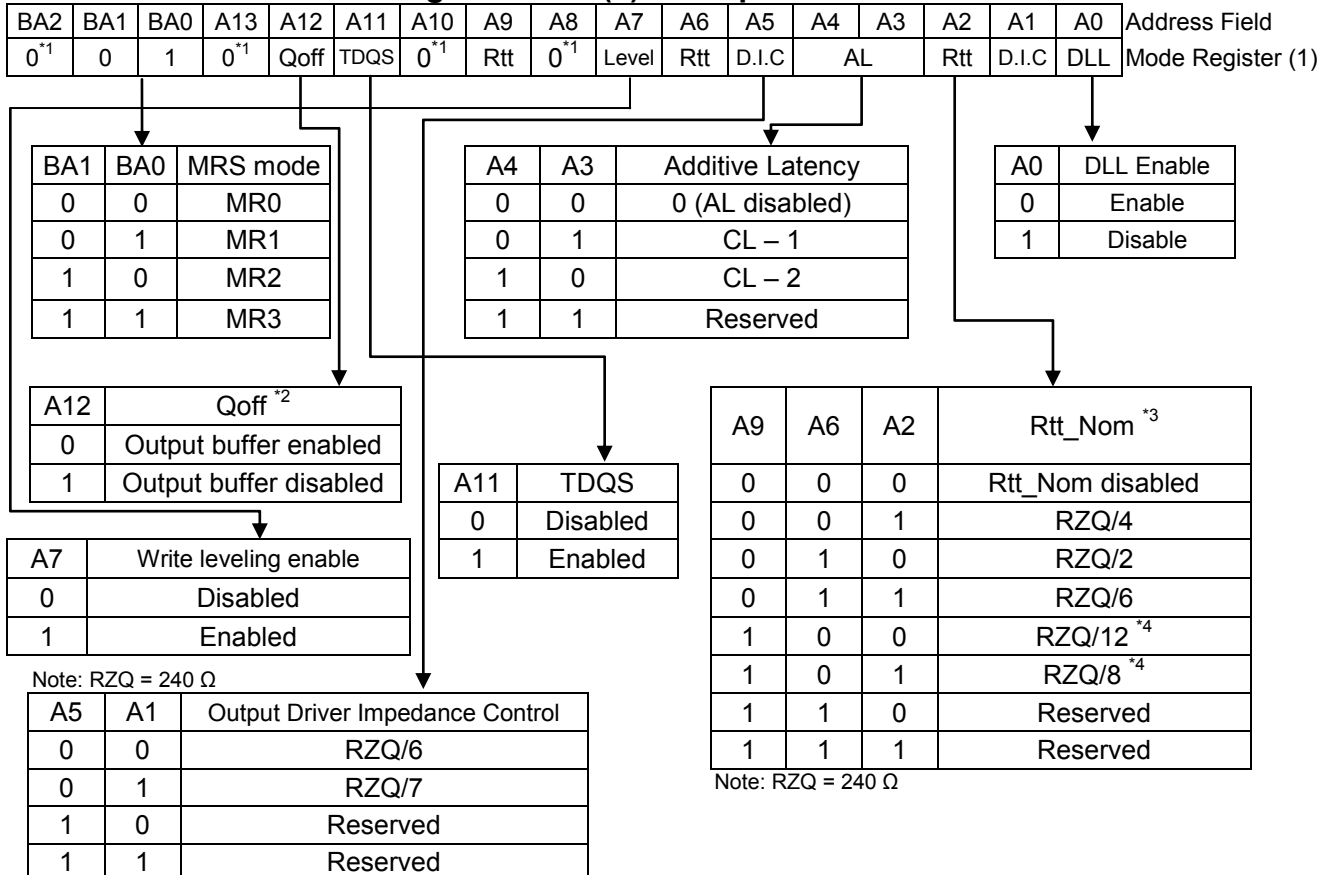 BA2 BA1 BA0 A13 A12 A11 A10 A9 A8 A7 A6 A5 A4 A3 A2 A1 A0 Address Field
0*1 0 1 0*1 Qoff TDQS 0*1 Rtt 0*1 Level Rtt D.I.C AL Rtt D.I.C DLL Mode Register (1)
BA1 BA0 MRS mode
0 0 MR0
0 1 MR1
1 0 MR2
1 1 MR3
A4 A3 Additive Latency
0 0 0 (AL disabled)
0 1 CL – 1
1 0 CL – 2
1 1 Reserved
A0 DLL Enable
0 Enable
1 Disable
A12 Qoff *2
0 Output buffer enabled
1 Output buffer disabled
A11 TDQS
0 Disabled
1 Enabled
A9 A6 A2 Rtt_Nom *3
0 0 0 Rtt_Nom disabled
0 0 1 RZQ/4
0 1 0 RZQ/2
0 1 1 RZQ/6
1 0 0 RZQ/12 *4
1 0 1 RZQ/8 *4
1 1 0 Reserved
1 1 1 Reserved
Note: RZQ = 240 Ω
A7 Write leveling enable
0 Disabled
1 Enabled
Note: RZQ = 240 Ω
A5 A1 Output Driver Impedance Control
0 0 RZQ/6
0 1 RZQ/7
1 0 Reserved
1 1 Reserved